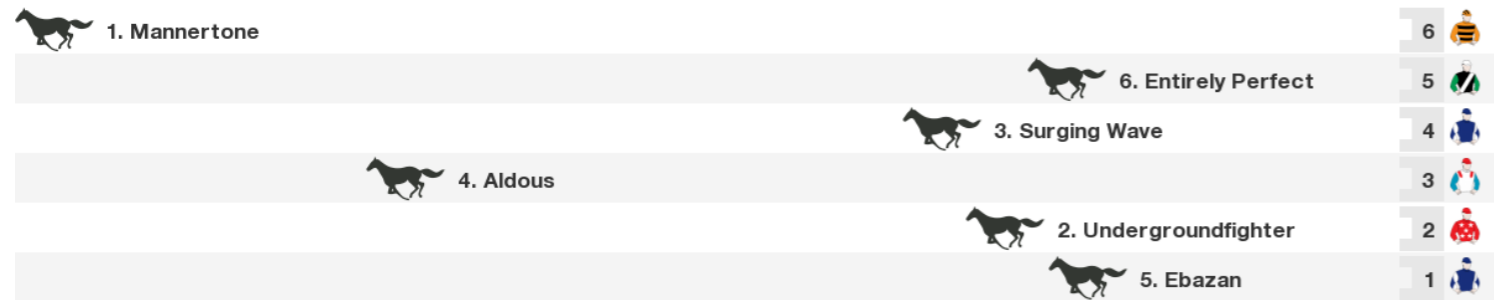 1. Mannertone 6
6. Entirely Perfect 5
3. Surging Wave 4
4. Aldous 3
2. Undergroundfighter 2
5. Ebazan 1